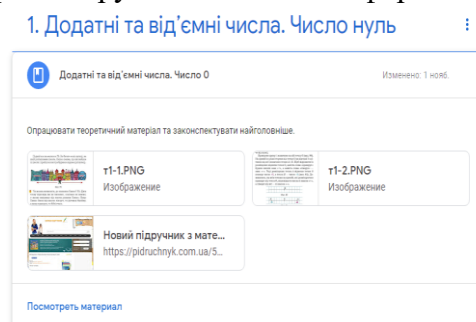 1. Додатні та від’ємні числа. Число нуль
Додатні та від'ємні числа. Число 0
Изменено: 1 нояб.
Опрацювати теоретичний матеріал та законспектувати найголовніше.
т1-1.PNG
Изображение
т1-2.PNG
Изображение
Новий підручник з мате...
https://pidruchnyk.com.ua/5...
Посмотреть материал